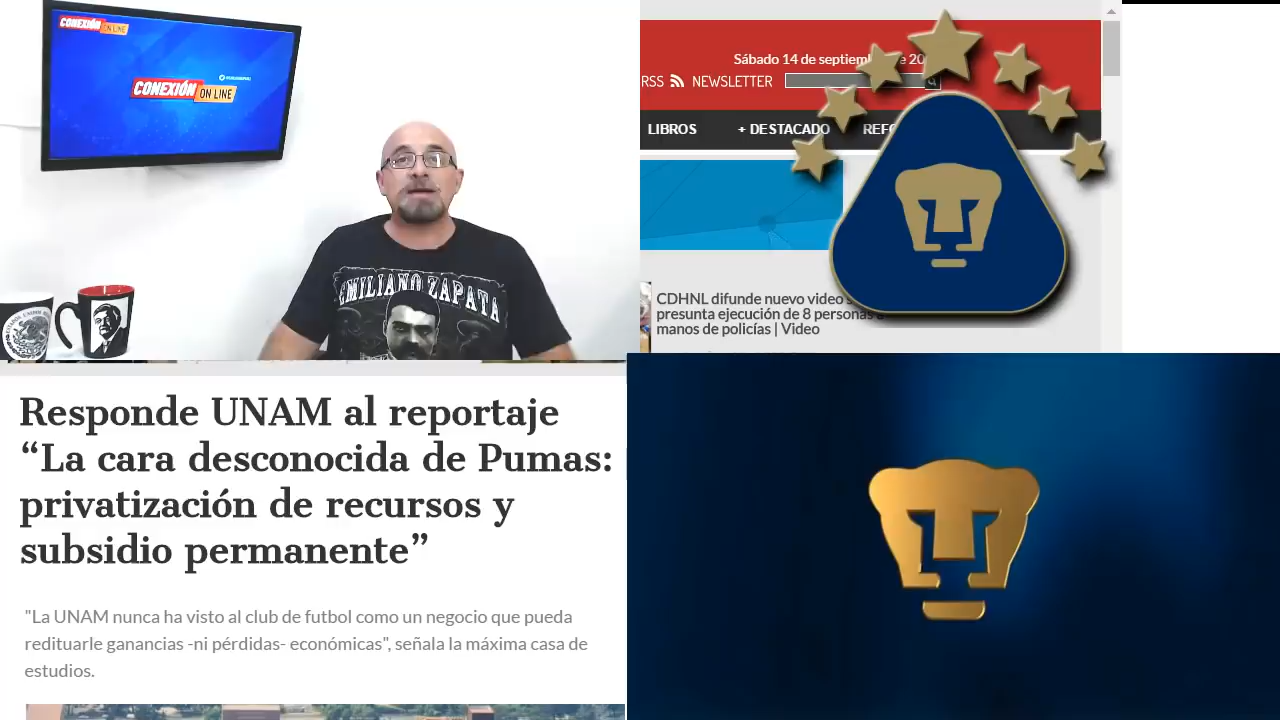 CONEXIÓN ON LINE
CONEXIÓN ON LINE
EMILIANO ZAPATA
Sábado 14 de septiem
e 20
RSS
NEWSLETTER
LIBROS
+ DESTACADO
REFO
CDHNL difunde nuevo video s
presunta ejecución de 8 personas a
manos de policías | Video
Responde UNAM al reportaje
“La cara desconocida de Pumas:
privatización de recursos y
subsidio permanente”
"La UNAM nunca ha visto al club de futbol como un negocio que pueda
redituarle ganancias -ni pérdidas- económicas", señala la máxima casa de
estudios.